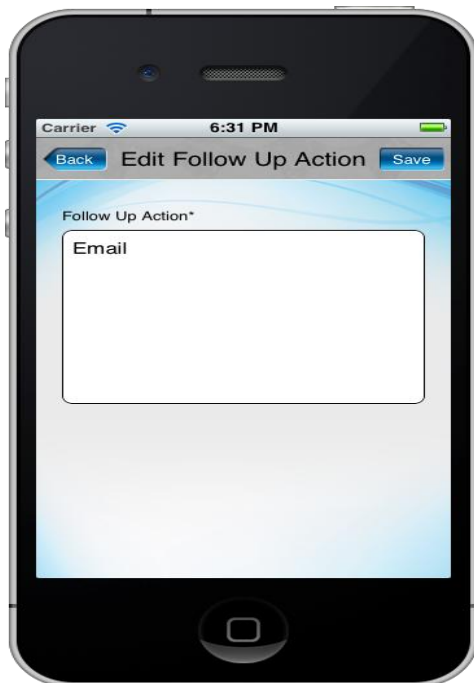 Carrier 6:31 PM
Back Edit Follow Up Action Save
Follow Up Action*
Email